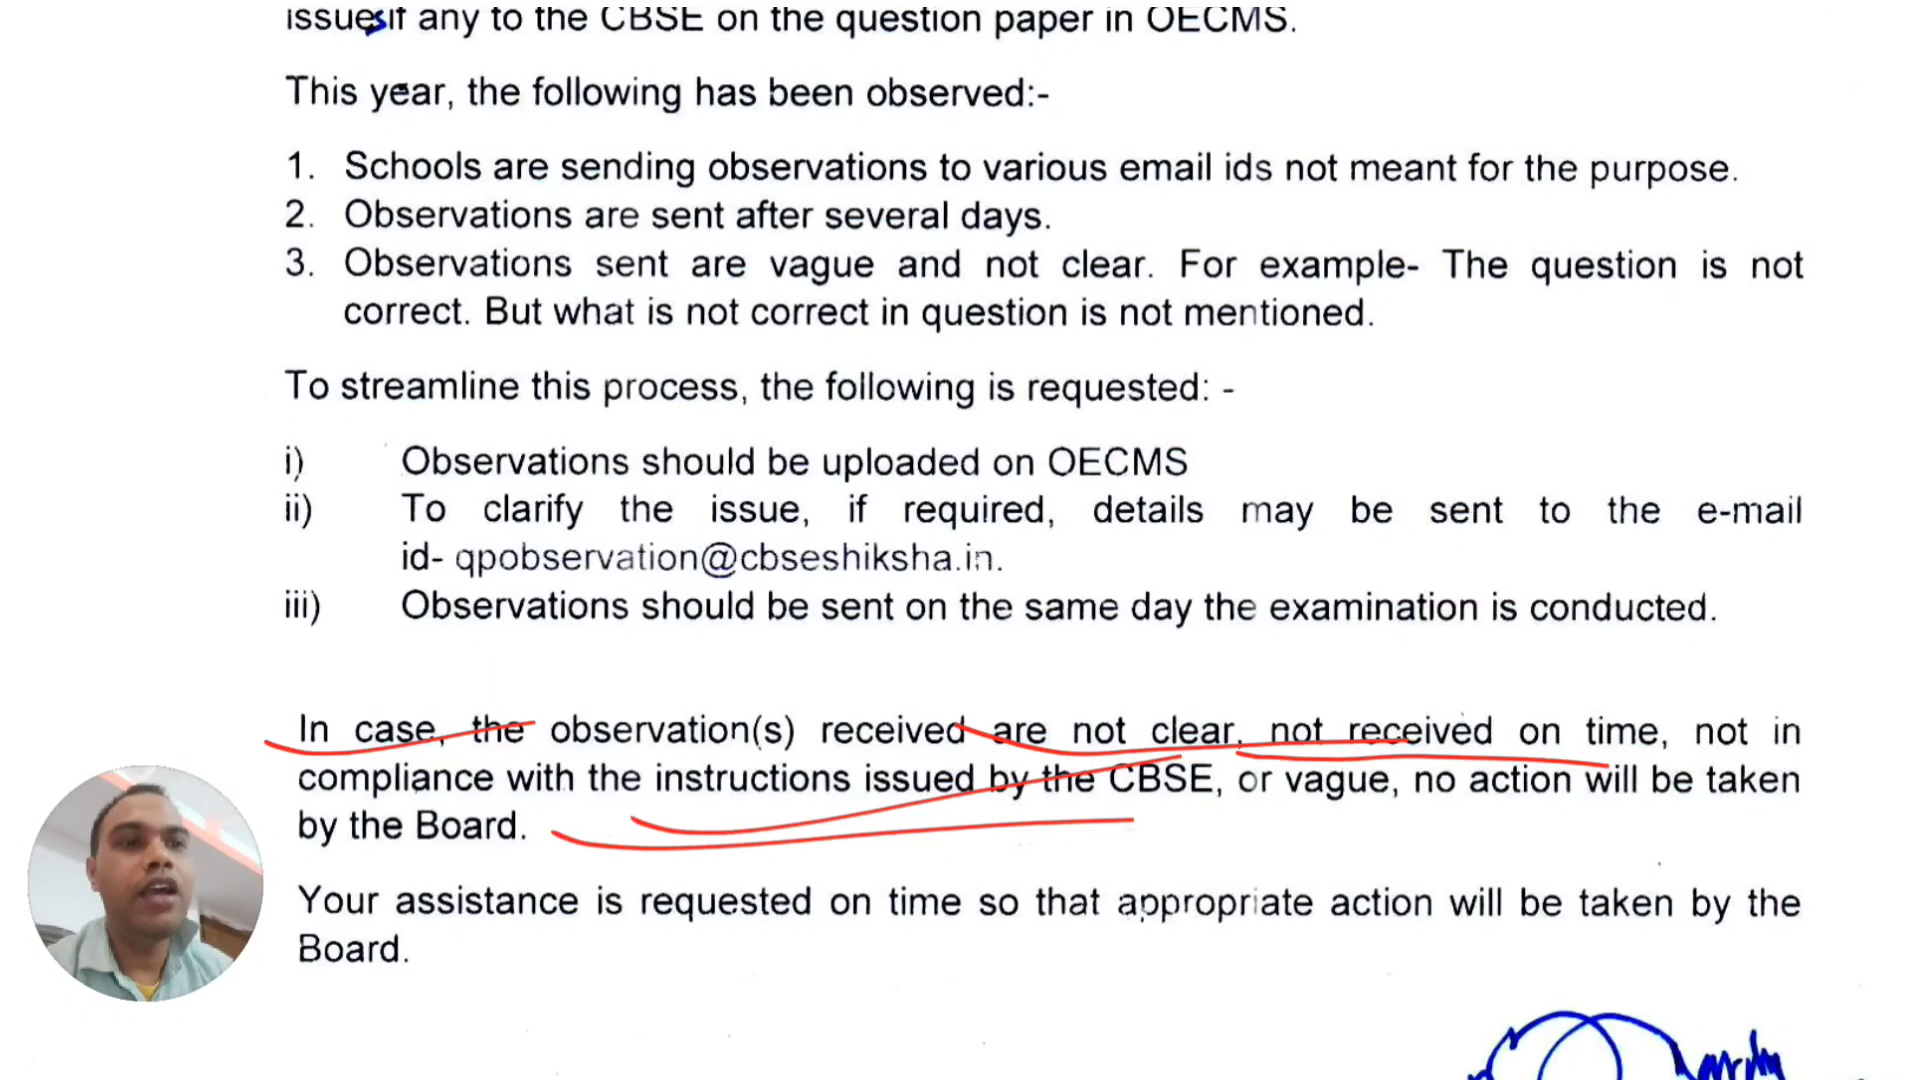 issues if any to the CBSE on the question paper in OECMS.
This year, the following has been observed:-
1. Schools are sending observations to various email ids not meant for the purpose.
2. Observations are sent after several days.
3. Observations sent are vague and not clear. For example- The question is not
correct. But what is not correct in question is not mentioned.
To streamline this process, the following is requested: -
i) Observations should be uploaded on OECMS
ii) To clarify the issue, if required, details may be sent to the e-mail
id- qpobservation@cbseshiksha.in.
iii) Observations should be sent on the same day the examination is conducted.
In case, the observation(s) received are not clear, not received on time, not in
compliance with the instructions issued by the CBSE, or vague, no action will be taken
by the Board.
Your assistance is requested on time so that appropriate action will be taken by the
Board.